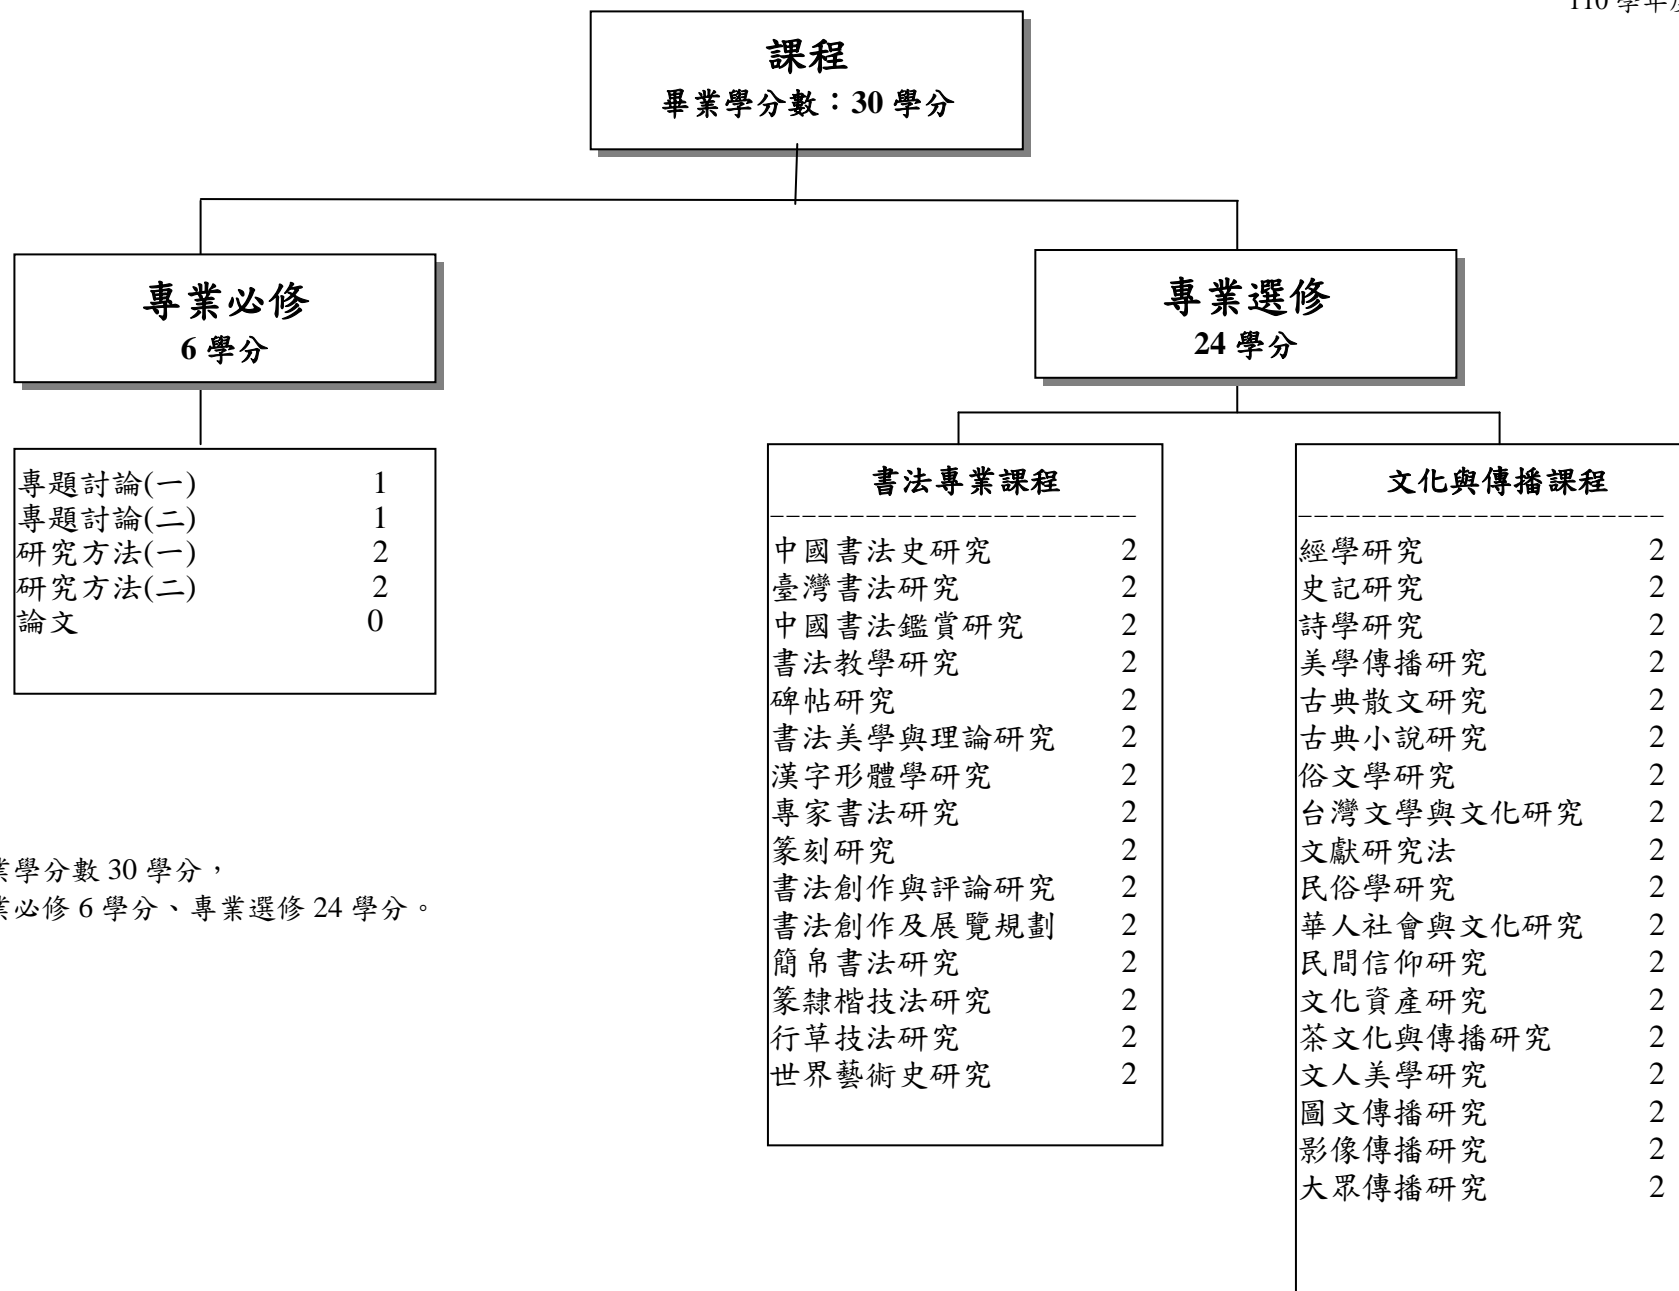 110 學年度
課程
畢業學分數：30 學分
專業必修
6 學分
專題討論(一) 1
專題討論(二) 1
研究方法(一) 2
研究方法(二) 2
論文 0
業學分數 30 學分，
業必修 6 學分、專業選修 24 學分。
專業選修
24 學分
書法專業課程
------------------------
中國書法史研究 2
臺灣書法研究 2
中國書法鑑賞研究 2
書法教學研究 2
碑帖研究 2
書法美學與理論研究 2
漢字形體學研究 2
專家書法研究 2
篆刻研究 2
書法創作與評論研究 2
書法創作及展覽規劃 2
簡帛書法研究 2
篆隸楷技法研究 2
行草技法研究 2
世界藝術史研究 2
文化與傳播課程
------------------------
經學研究 2
史記研究 2
詩學研究 2
美學傳播研究 2
古典散文研究 2
古典小說研究 2
俗文學研究 2
台灣文學與文化研究 2
文獻研究法 2
民俗學研究 2
華人社會與文化研究 2
民間信仰研究 2
文化資產研究 2
茶文化與傳播研究 2
文人美學研究 2
圖文傳播研究 2
影像傳播研究 2
大眾傳播研究 2